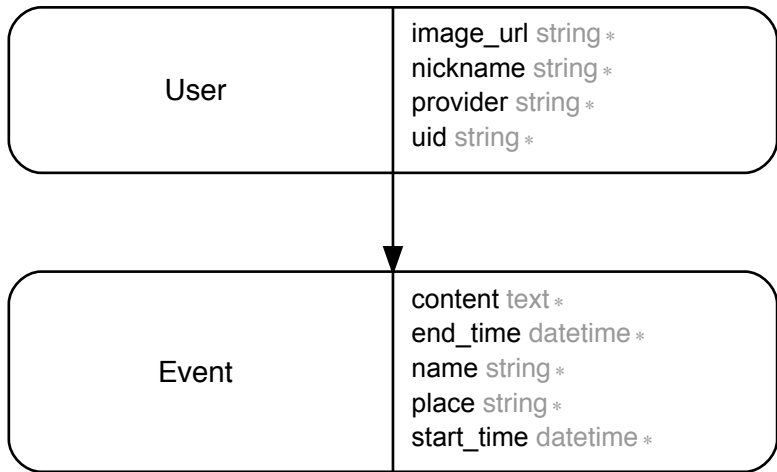 User
image_url string *
nickname string *
provider string *
uid string *
Event
content text *
end_time datetime *
name string *
place string *
start_time datetime *